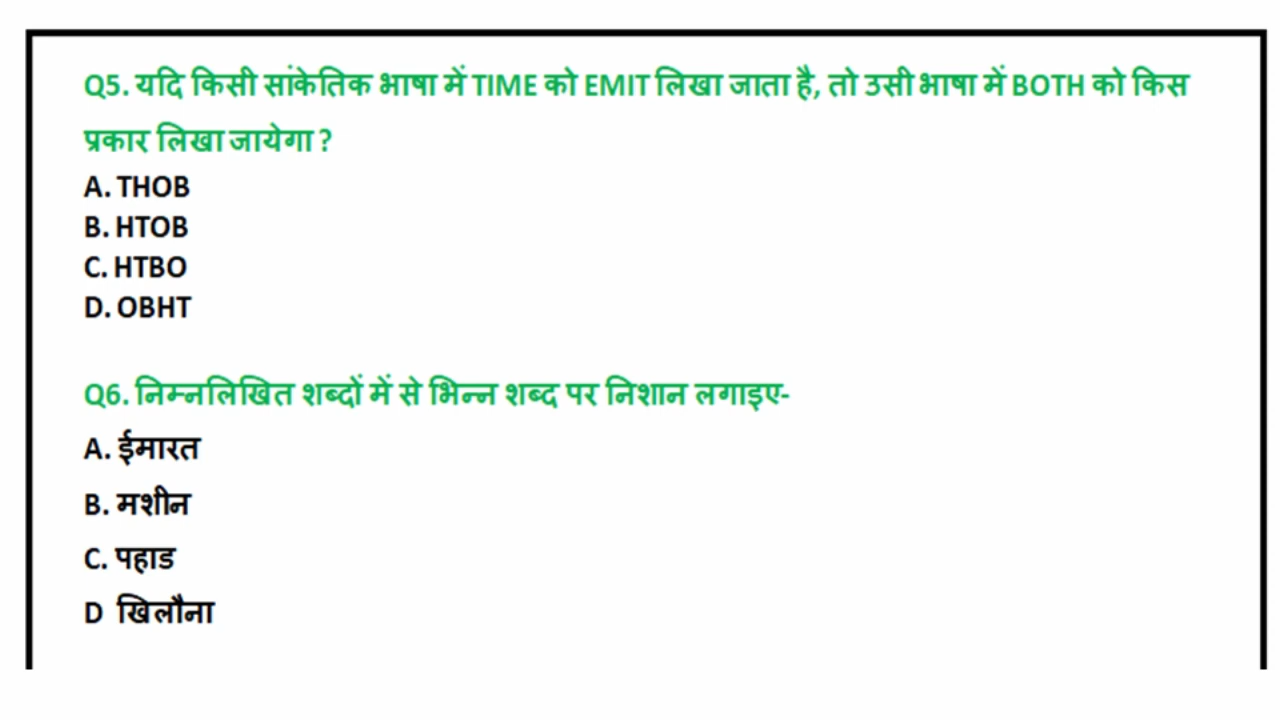 Q5. यदि किसी सांकेतिक भाषा में TIME को EMIT लिखा जाता है, तो उसी भाषा में BOTH को किस
प्रकार लिखा जायेगा ?
A. THOB
B. HTOB
C. HTBO
D. OBHT
Q6. निम्नलिखित शब्दों में से भिन्न शब्द पर निशान लगाइए-
A. ईमारत
B. मशीन
C. पहाड
D खिलौना